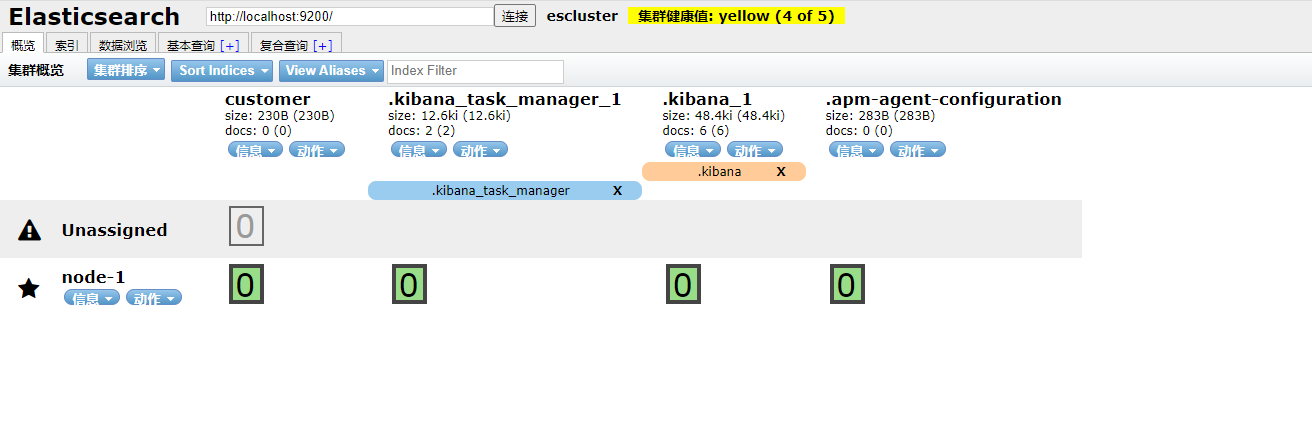 Elasticsearch http://localhost:9200/ 连接 escluster 集群健康值: yellow (4 of 5)
概览 索引 数据浏览 基本查询 [+] 复合查询 [+]
集群概览 集群排序 Sort Indices View Aliases Index Filter
customer .kibana_task_manager_1 .kibana_1 .apm-agent-configuration
size: 230B (230B) size: 12.6ki (12.6ki) size: 48.4ki (48.4ki) size: 283B (283B)
docs: 0 (0) docs: 2 (2) docs: 6 (6) docs: 0 (0)
信息 动作 信息 动作 信息 动作 信息 动作
.kibana X
.kibana_task_manager X
Unassigned 0
node-1 0 0 0 0
信息 动作